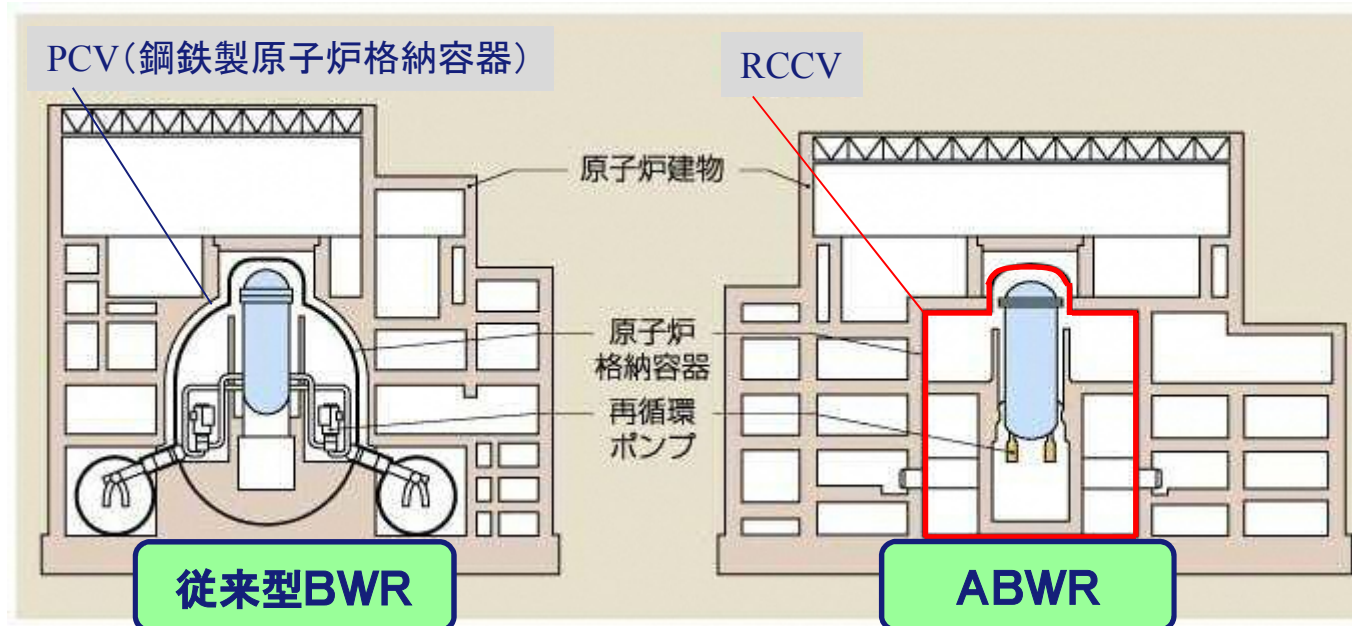 PCV(鋼鉄製原子炉格納容器)
RCCV
原子炉建物
原子炉
格納容器
再循環
ポンプ
従来型BWR
ABWR